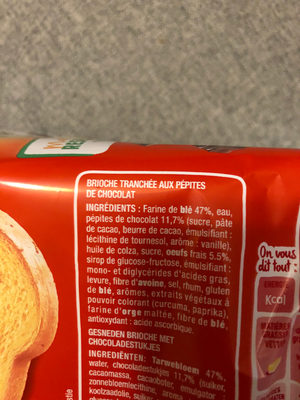 BRIOCHE TRANCHÉE AUX PÉPITES
DE CHOCOLAT
INGRÉDIENTS : Farine de blé 47%, eau,
pépites de chocolat 11,7% (sucre, pâte
de cacao, beurre de cacao, émulsifiant :
lécithine de tournesol, arôme : vanille),
huile de colza, sucre, oeufs frais 5.5%,
sirop de glucose-fructose, émulsifiant :
mono- et diglycérides d'acides gras,
levure, fibre d'avoine, sel, rhum, gluten
de blé, arômes, extraits végétaux à
pouvoir colorant (curcuma, paprika),
farine d'orge maltée, fibre de blé,
antioxydant : acide ascorbique.
GESNEDEN BRIOCHE MET
CHOCOLADESTUKJES
INGREDIËNTEN: Tarwebloem 47%,
water, chocoladestukjes 11,7% (suiker,
cacaomassa, cacaoboter, emulgator :
zonnebloemlecithine, aroma
koolzaadolie,
On vous
dit tout
Kcal